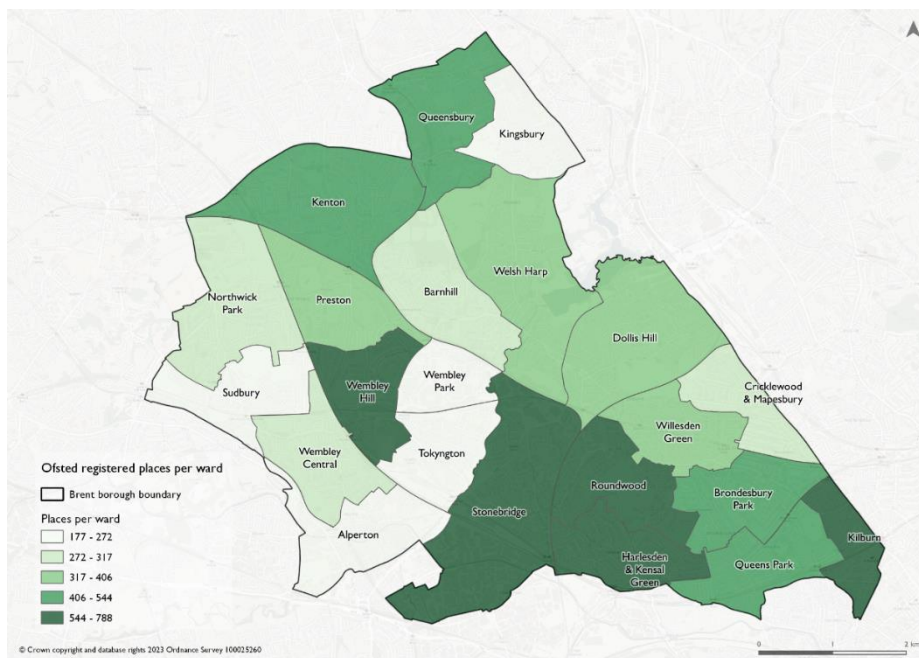 Queensbury
Kingsbury
Kenton
Welsh Harp
Barnhill
Northwick
Park
Preston
Dollis Hill
Sudbury
Wembley
Hill
Wembley
Park
Cricklewood
& Mapesbury
Willesden
Green
Wembley
Central
Tokyngton
Roundwood
Brondesbury
Park
Stonebridge
Alperton
Kilburn
Harlesden
& Kensal
Green
Queens Park
Ofsted registered places per ward
Brent borough boundary
Places per ward
177 - 272
272 - 317
317 - 406
406 - 544
544 - 788
© Crown copyright and database rights 2023 Ordnance Survey 100025260
0 1 2 km